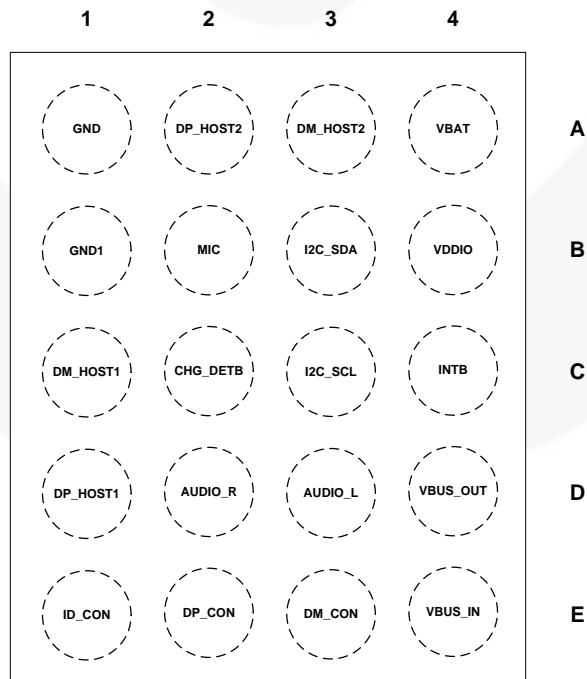 1 2 3 4
GND DP_HOST2 DM_HOST2 VBAT A
GND1 MIC I2C_SDA VDDIO B
DM_HOST1 CHG_DETB I2C_SCL INTB C
DP_HOST1 AUDIO_R AUDIO_L VBUS_OUT D
ID_CON DP_CON DM_CON VBUS_IN E